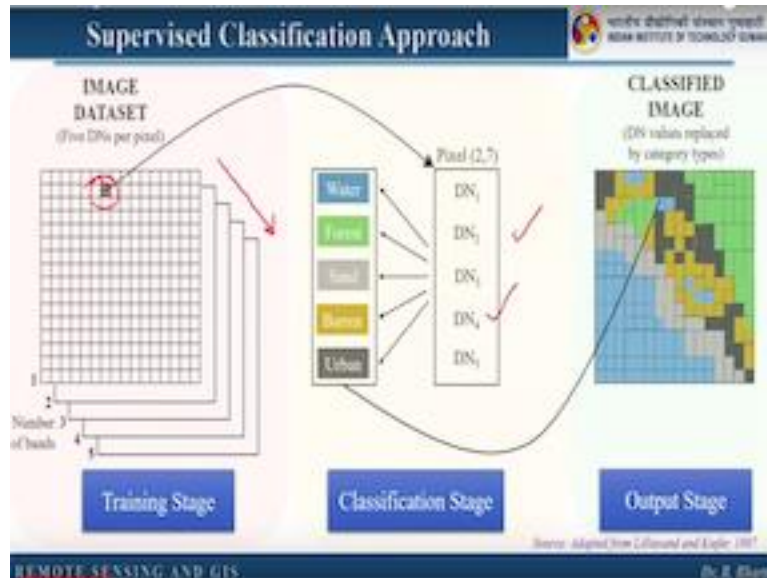 Supervised Classification Approach
INDIAN INSTITUTE OF TECHNOLOGY
IMAGE
DATASET
(Five DNs per pixel)
1
2
3
4
5
Number
of bands
Training Stage
Pixel (2,7)
Water
Forest
Sand
Barren
Urban
DN₁
DN₂
DN₃
DN₄
DN₅
Classification Stage
CLASSIFIED
IMAGE
(DN values replaced
by category types)
Output Stage
Source: Adapted from Lillesand and Kiefer
REMOTE SENSING AND GIS
Dr. R.